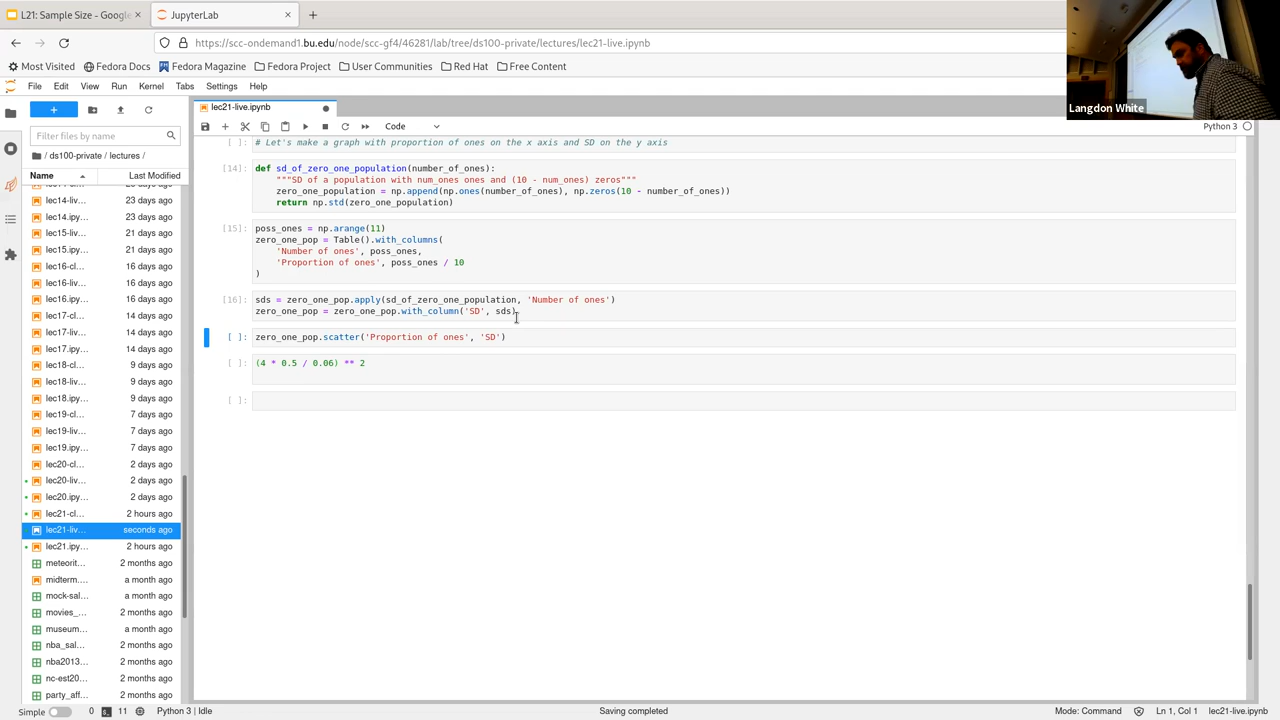 L21: Sample Size - Google
JupyterLab
https://scc-ondemand1.bu.edu/node/scc-gf4/46281/lab/tree/ds100-private/lectures/lec21-live.ipynb
Most Visited
Fedora Docs
Fedora Magazine
Fedora Project
User Communities
Red Hat
Free Content
Langdon White
File
Edit
View
Run
Kernel
Tabs
Settings
Help
lec21-live.ipynb
Code
Python 3
Filter files by name
/ ds100-private / lectures /
Name
Last Modified
lec14-liv... 23 days ago
lec14.ipy... 23 days ago
lec15-liv... 21 days ago
lec15.ipy... 21 days ago
lec16-cl... 16 days ago
lec16-liv... 16 days ago
lec16.ipy... 16 days ago
lec17-cl... 14 days ago
lec17-liv... 14 days ago
lec17.ipy... 14 days ago
lec18-cl... 9 days ago
lec18-liv... 9 days ago
lec18.ipy... 9 days ago
lec19-cl... 7 days ago
lec19-liv... 7 days ago
lec19.ipy... 7 days ago
lec20-cl... 2 days ago
lec20-liv... 2 days ago
lec20.ipy... 2 days ago
lec21-cl... 2 hours ago
lec21-liv... seconds ago
lec21.ipy... 2 hours ago
meteorit... 2 months ago
midterm.... a month ago
mock-sal... a month ago
movies_... 2 months ago
museum... a month ago
nba_sal... 2 months ago
nba2013... 2 months ago
nc-est20... 2 months ago
party_aff... 2 months ago
[ ]: # Let's make a graph with proportion of ones on the x axis and SD on the y axis
[14]: def sd_of_zero_one_population(number_of_ones):
"""SD of a population with num_ones ones and (10 - num_ones) zeros"""
zero_one_population = np.append(np.ones(number_of_ones), np.zeros(10 - number_of_ones))
return np.std(zero_one_population)
[15]: poss_ones = np.arange(11)
zero_one_pop = Table().with_columns(
'Number of ones', poss_ones,
'Proportion of ones', poss_ones / 10
)
[16]: sds = zero_one_pop.apply(sd_of_zero_one_population, 'Number of ones')
zero_one_pop = zero_one_pop.with_column('SD', sds)
[ ]: zero_one_pop.scatter('Proportion of ones', 'SD')
[ ]: (4 * 0.5 / 0.06) ** 2
[ ]:
Simple
0
11
Python 3 | Idle
Saving completed
Mode: Command
Ln 1, Col 1
lec21-live.ipynb